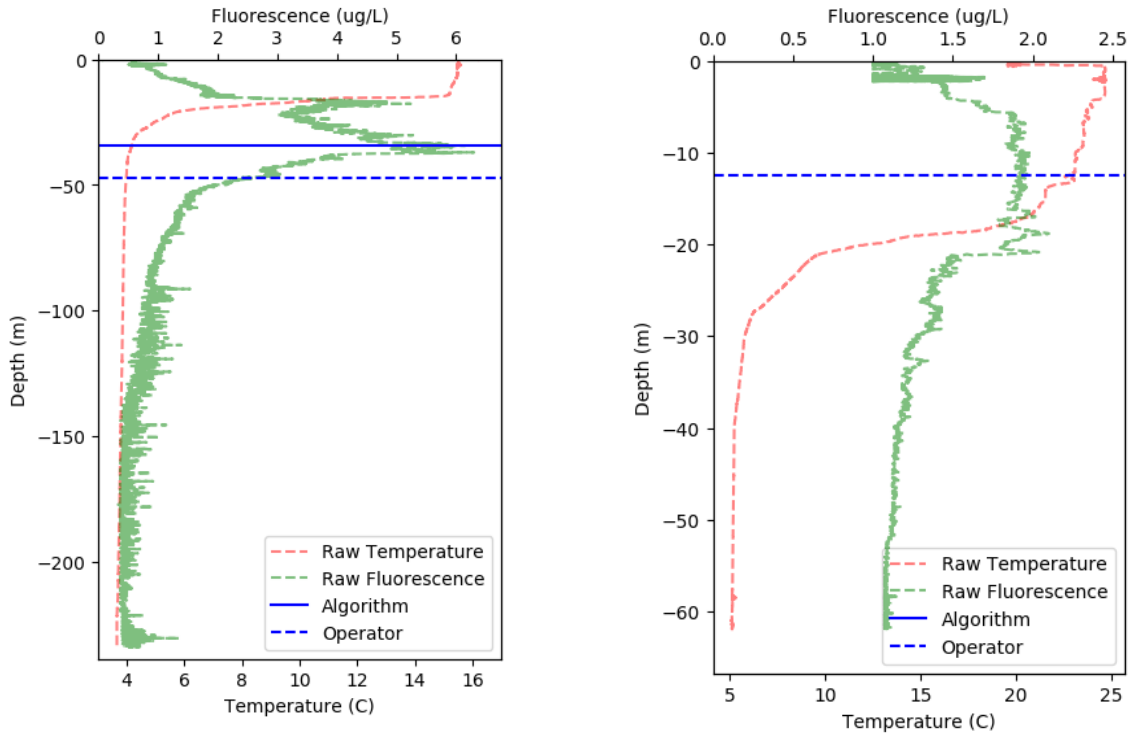 Fluorescence (ug/L)
0 1 2 3 4 5 6
0
−50
−100
−150
−200
Depth (m)
Raw Temperature
Raw Fluorescence
Algorithm
Operator
4 6 8 10 12 14 16
Temperature (C)
Fluorescence (ug/L)
0.0 0.5 1.0 1.5 2.0 2.5
0
−10
−20
−30
−40
−50
−60
Depth (m)
Raw Temperature
Raw Fluorescence
Algorithm
Operator
5 10 15 20 25
Temperature (C)